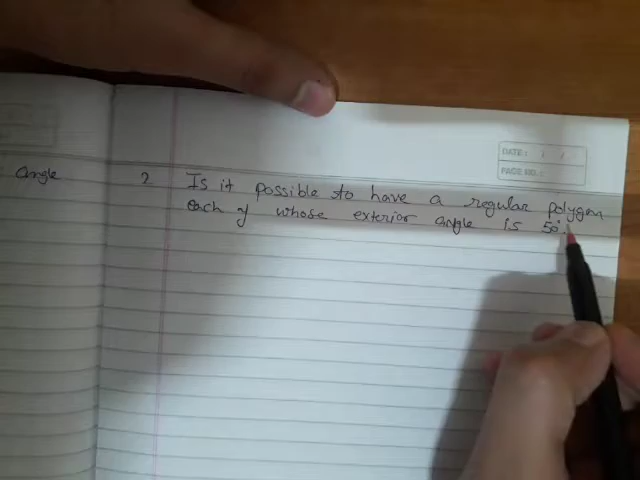 DATE: / /
PAGE NO.:
angle
2 Is it possible to have a regular polygon
each of whose exterior angle is 50°.